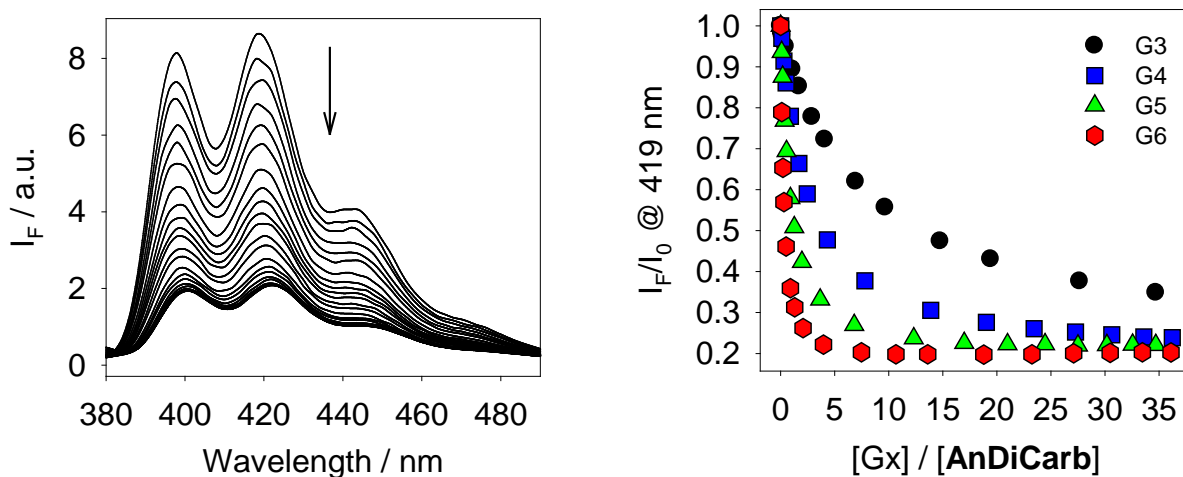 I_F / a.u.
8
6
4
2
0
380 400 420 440 460 480
Wavelength / nm
I_F/I_0 @ 419 nm
1.0
0.9
0.8
0.7
0.6
0.5
0.4
0.3
0.2
0 5 10 15 20 25 30 35
[Gx] / [AnDiCarb]
G3
G4
G5
G6